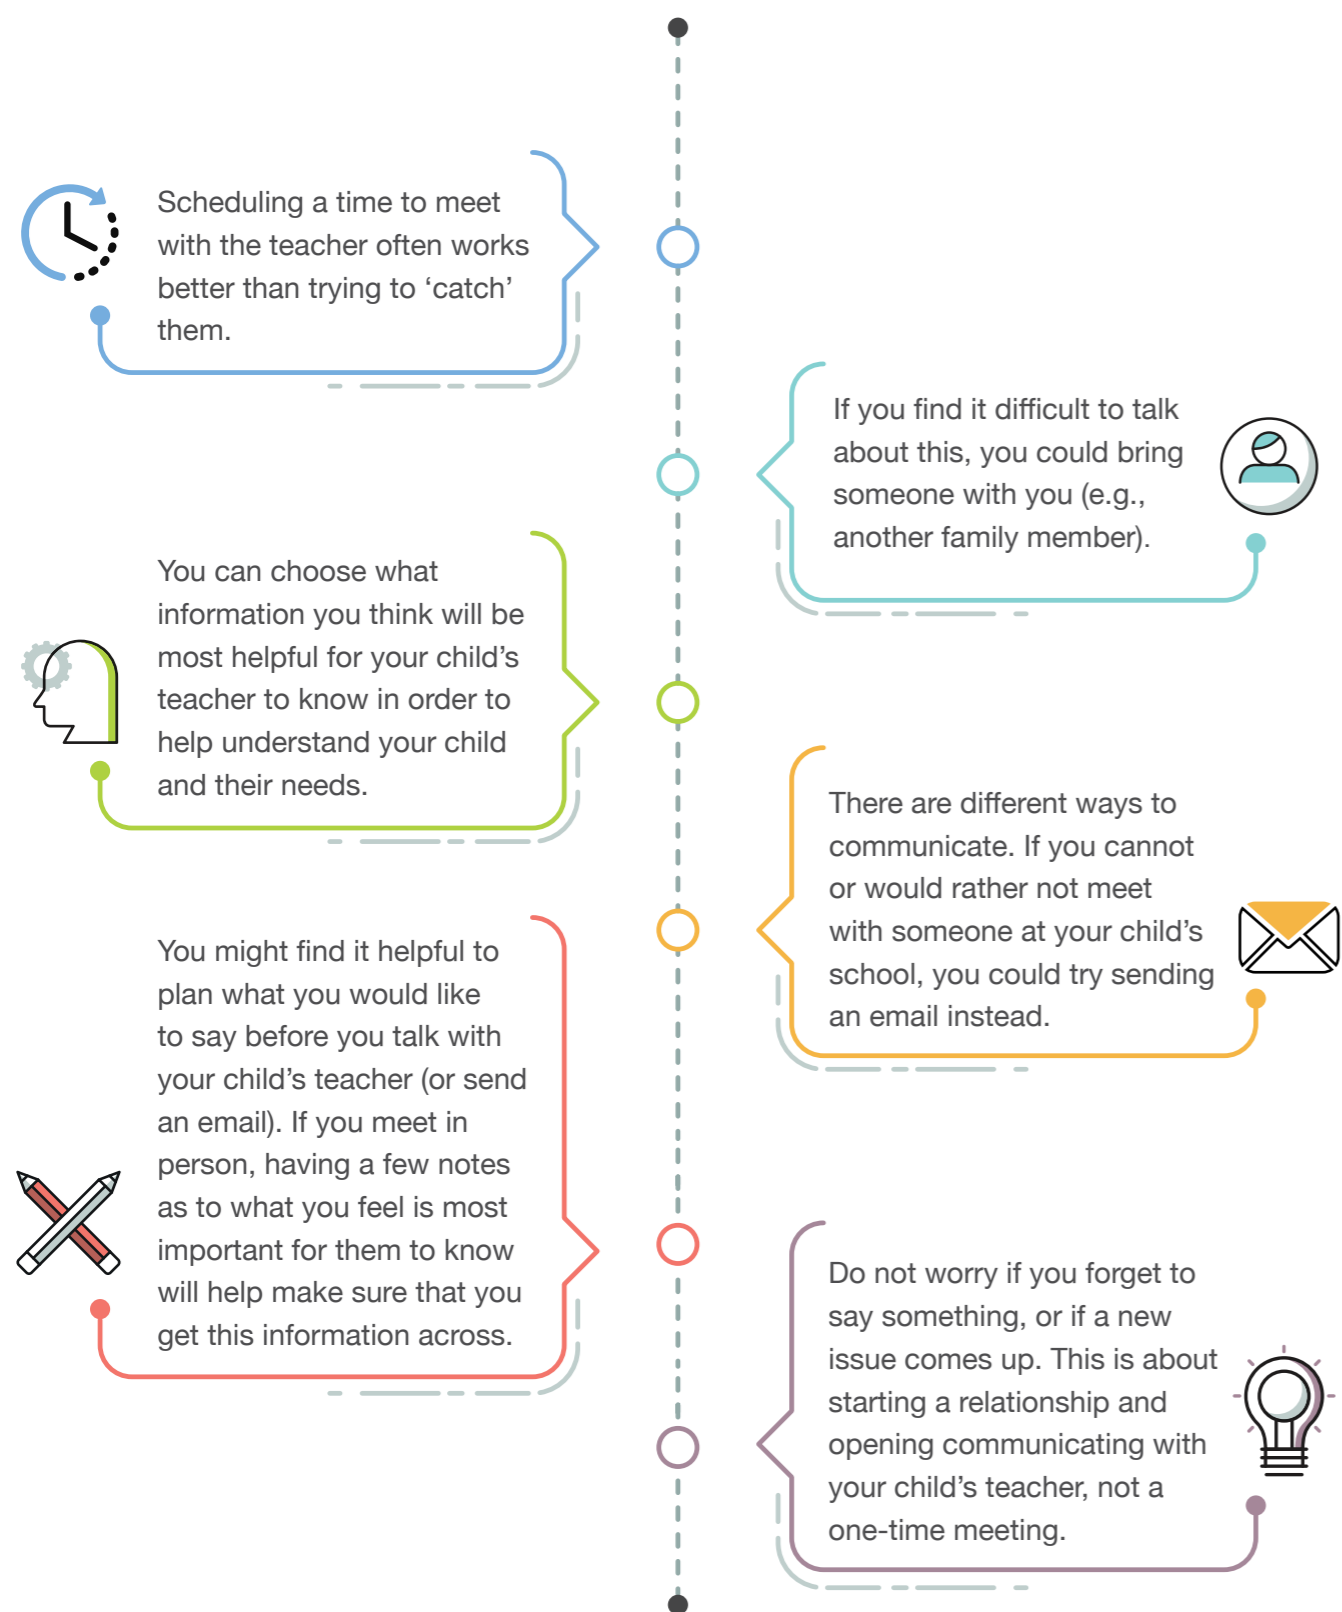 Scheduling a time to meet
with the teacher often works
better than trying to ‘catch’
them.
If you find it difficult to talk
about this, you could bring
someone with you (e.g.,
another family member).
You can choose what
information you think will be
most helpful for your child’s
teacher to know in order to
help understand your child
and their needs.
There are different ways to
communicate. If you cannot
or would rather not meet
with someone at your child’s
school, you could try sending
an email instead.
You might find it helpful to
plan what you would like
to say before you talk with
your child’s teacher (or send
an email). If you meet in
person, having a few notes
as to what you feel is most
important for them to know
will help make sure that you
get this information across.
Do not worry if you forget to
say something, or if a new
issue comes up. This is about
starting a relationship and
opening communicating with
your child’s teacher, not a
one-time meeting.